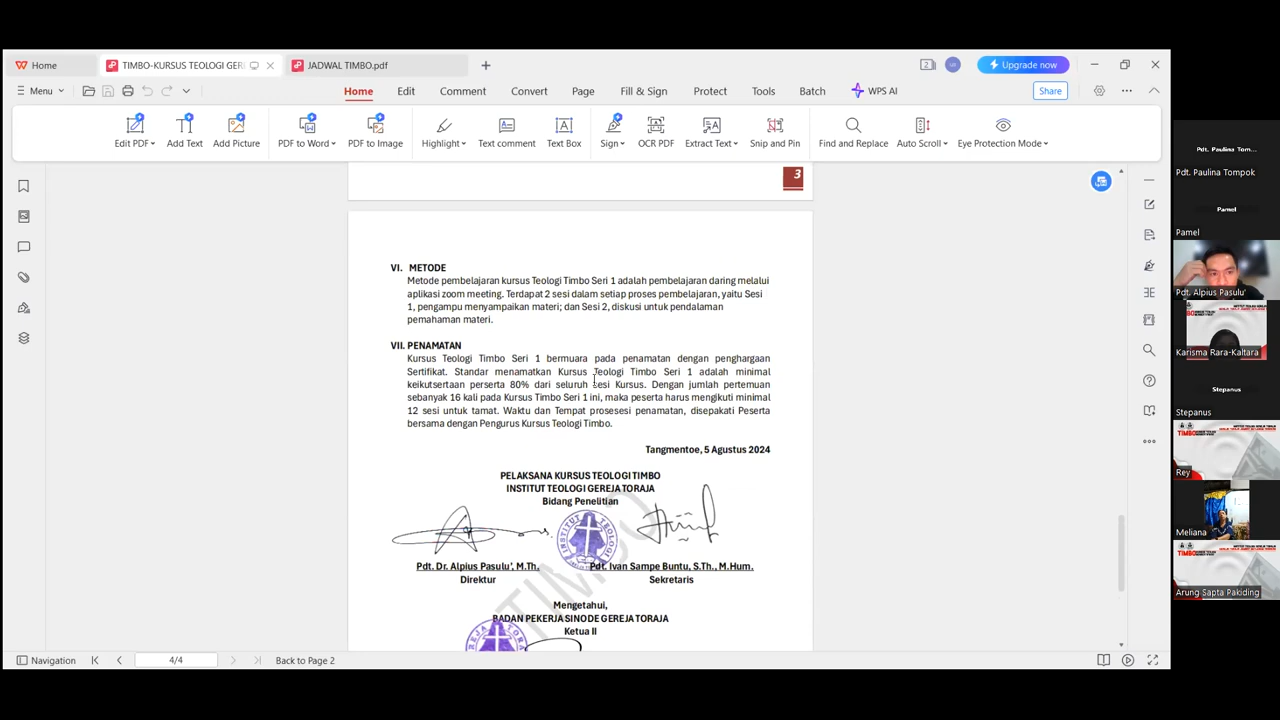 Home
TIMBO-KURSUS TEOLOGI GER
JADWAL TIMBO.pdf
2
Upgrade now
Menu
Home
Edit
Comment
Convert
Page
Fill & Sign
Protect
Tools
Batch
WPS AI
Share
Edit PDF
Add Text
Add Picture
PDF to Word
PDF to Image
Highlight
Text comment
Text Box
Sign
OCR PDF
Extract Text
Snip and Pin
Find and Replace
Auto Scroll
Eye Protection Mode
3
VI. METODE
Metode pembelajaran kursus Teologi Timbo Seri 1 adalah pembelajaran daring melalui
aplikasi zoom meeting. Terdapat 2 sesi dalam setiap proses pembelajaran, yaitu Sesi
1, pengampu menyampaikan materi; dan Sesi 2, diskusi untuk pendalaman
pemahaman materi.
VII. PENAMATAN
Kursus Teologi Timbo Seri 1 bermuara pada penamatan dengan penghargaan
Sertifikat. Standar menamatkan Kursus Teologi Timbo Seri 1 adalah minimal
keikutsertaan perserta 80% dari seluruh sesi Kursus. Dengan jumlah pertemuan
sebanyak 16 kali pada Kursus Timbo Seri 1 ini, maka peserta harus mengikuti minimal
12 sesi untuk tamat. Waktu dan Tempat prosesesi penamatan, disepakati Peserta
bersama dengan Pengurus Kursus Teologi Timbo.
Tangmentoe, 5 Agustus 2024
PELAKSANA KURSUS TEOLOGI TIMBO
INSTITUT TEOLOGI GEREJA TORAJA
Bidang Penelitian
Pdt. Dr. Alpius Pasulu', M.Th.
Pdt. Ivan Sampe Buntu, S.Th., M.Hum.
Direktur
Sekretaris
Mengetahui,
BADAN PEKERJA SINODE GEREJA TORAJA
Ketua II
TIMBO
Navigation
4/4
Back to Page 2
Pdt. Paulina Tom...
Pdt. Paulina Tompok
Pamel
Pamel
Pdt. Alpius Pasulu'
Karisma Rara-Kaltara
Stepanus
Stepanus
Rey
Meliana
Arung Sapta Pakiding